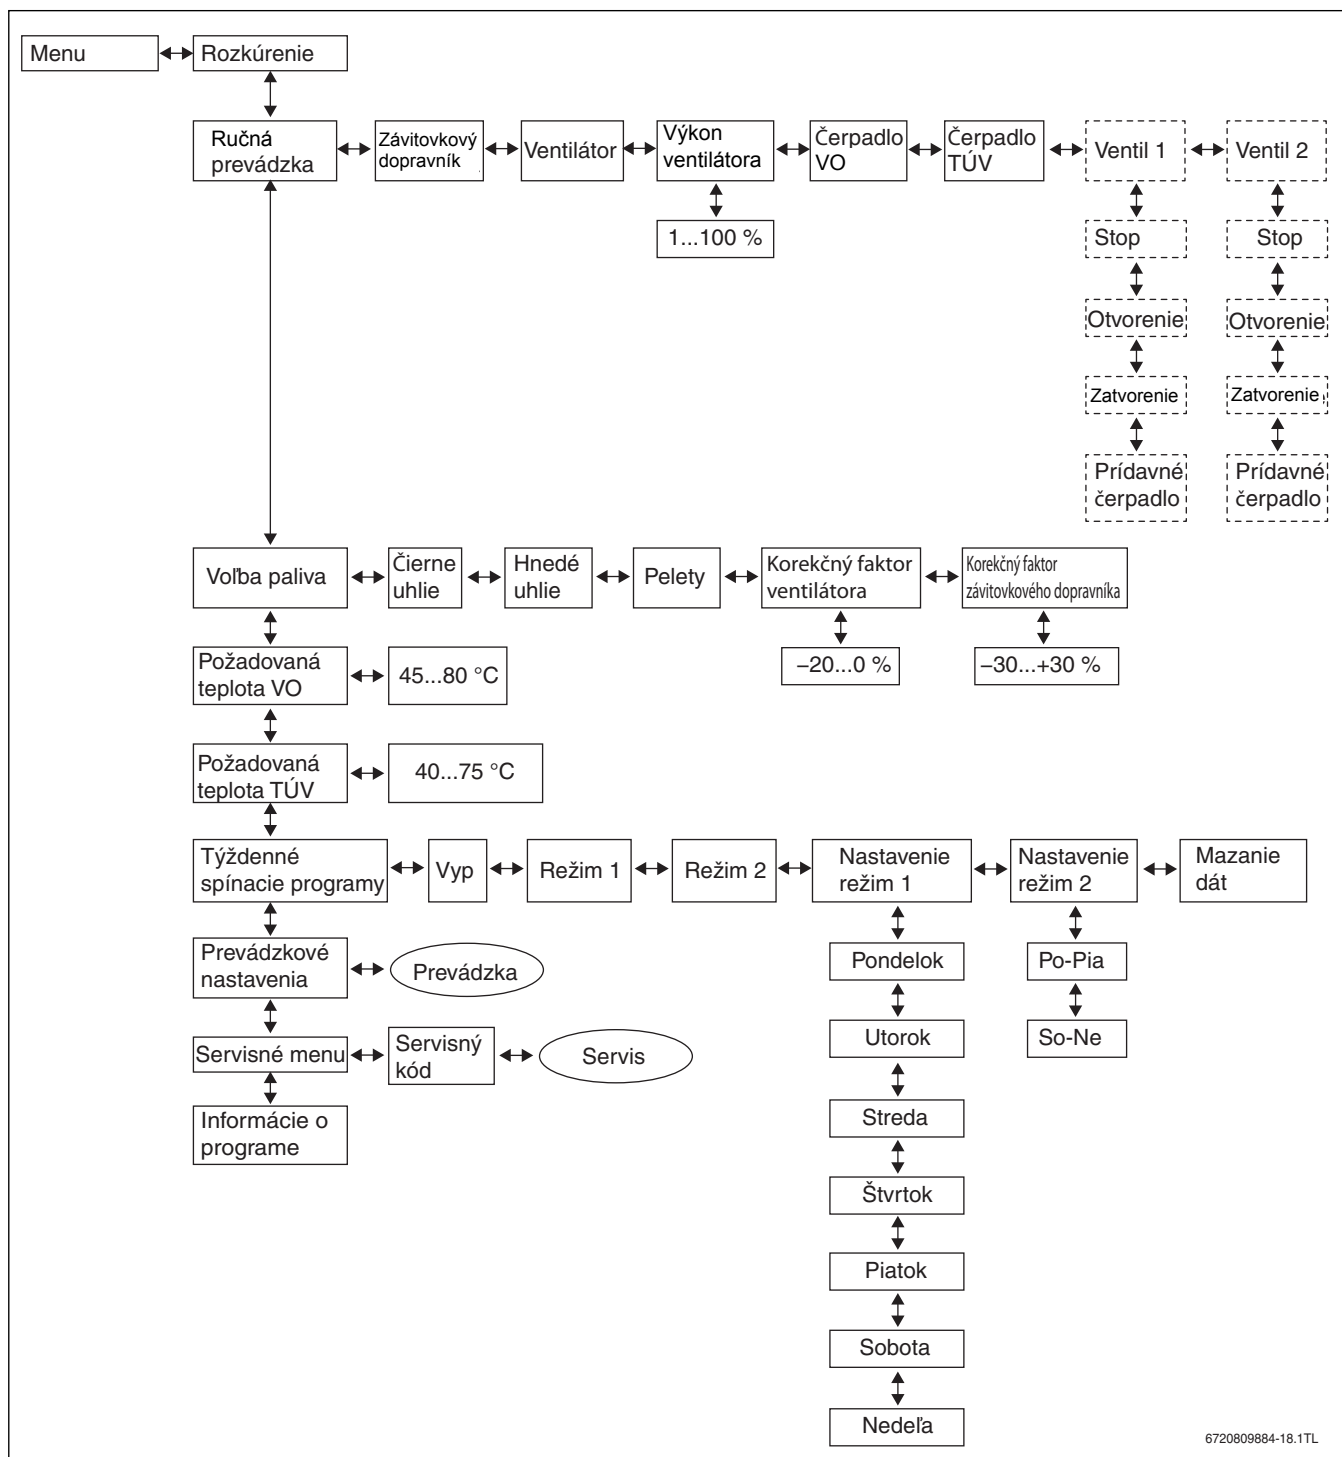 Menu
Rozkúrenie
Ručná
prevádzka
Závitovkový
dopravník
Ventilátor
Výkon
ventilátora
Čerpadlo
VO
Čerpadlo
TÚV
Ventil 1
Ventil 2
1...100 %
Stop
Stop
Otvorenie
Otvorenie
Zatvorenie
Zatvorenie
Prídavné
čerpadlo
Prídavné
čerpadlo
Voľba paliva
Čierne
uhlie
Hnedé
uhlie
Pelety
Korekčný faktor
ventilátora
Korekčný faktor
závitovkového dopravníka
–20...0 %
–30...+30 %
Požadovaná
teplota VO
45...80 °C
Požadovaná
teplota TÚV
40...75 °C
Týždenné
spínacie programy
Vyp
Režim 1
Režim 2
Nastavenie
režim 1
Nastavenie
režim 2
Mazanie
dát
Prevádzkové
nastavenia
Prevádzka
Pondelok
Po-Pia
Servisné menu
Servisný
kód
Servis
Utorok
So-Ne
Informácie o
programe
Streda
Štvrtok
Piatok
Sobota
Nedeľa
6720809884-18.1TL